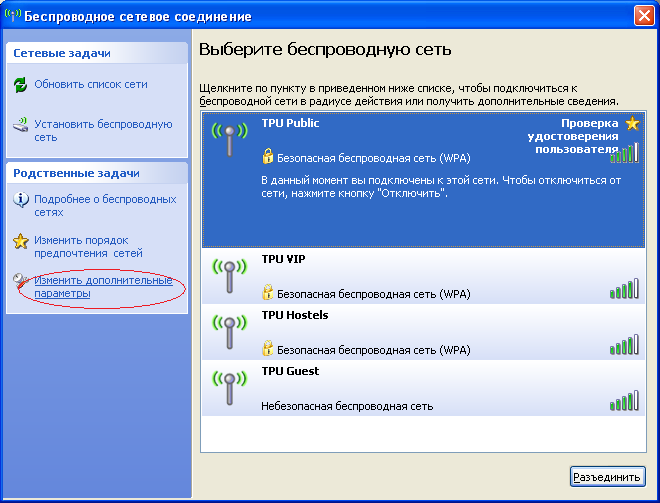 Беспроводное сетевое соединение
Сетевые задачи
Обновить список сети
Установить беспроводную
сеть
Родственные задачи
Подробнее о беспроводных
сетях
Изменить порядок
предпочтения сетей
Изменить дополнительные
параметры
Выберите беспроводную сеть
Щелкните по пункту в приведенном ниже списке, чтобы подключиться к
беспроводной сети в радиусе действия или получить дополнительные сведения.
TPU Public
Проверка
удостоверения
пользователя
Безопасная беспроводная сеть (WPA)
В данный момент вы подключены к этой сети. Чтобы отключиться от
сети, нажмите кнопку "Отключить".
TPU VIP
Безопасная беспроводная сеть (WPA)
TPU Hostels
Безопасная беспроводная сеть (WPA)
TPU Guest
Небезопасная беспроводная сеть
Разъединить